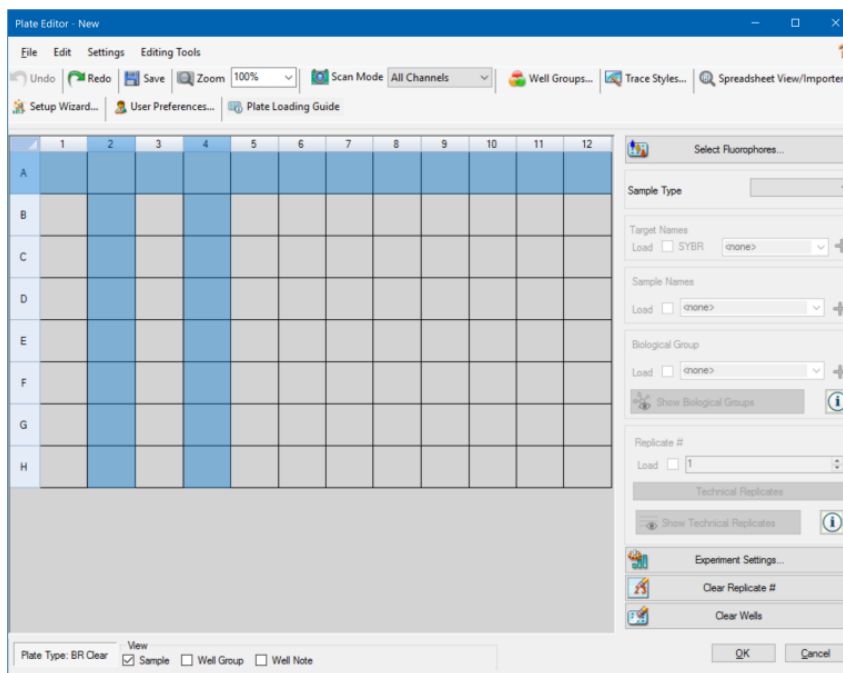 Plate Editor - New
File Edit Settings Editing Tools
Undo Redo Save Zoom 100% Scan Mode All Channels Well Groups... Trace Styles... Spreadsheet View/Importer
Setup Wizard... User Preferences... Plate Loading Guide
1 2 3 4 5 6 7 8 9 10 11 12
A
B
C
D
E
F
G
H
Select Fluorophores...
Sample Type
Target Names
Load SYBR <none>
Sample Names
Load <none>
Biological Group
Load <none>
Show Biological Groups
Replicate #
Load 1
Technical Replicates
Show Technical Replicates
Experiment Settings...
Clear Replicate #
Clear Wells
Plate Type: BR Clear
View
Sample Well Group Well Note
OK Cancel